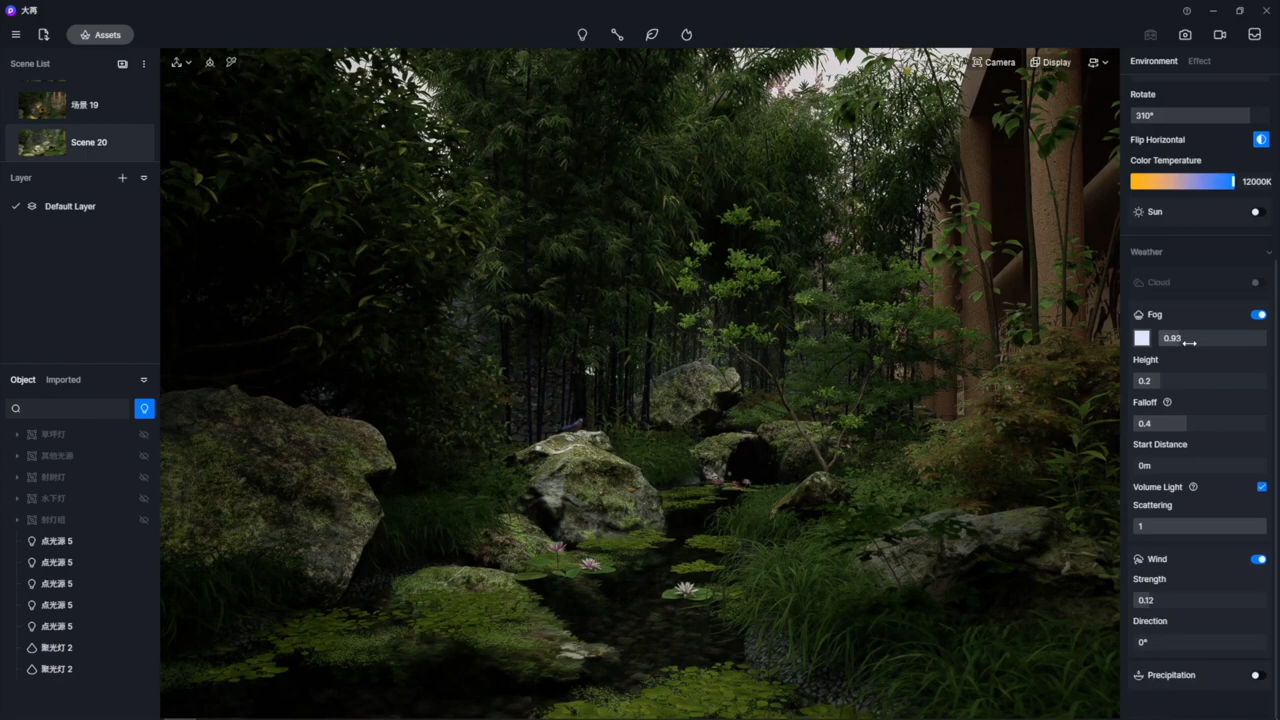 大苒
Assets
Scene List
场景 19
Scene 20
Layer
Default Layer
Object
Imported
草坪灯
其他光源
射树灯
水下灯
射灯组
点光源 5
点光源 5
点光源 5
点光源 5
点光源 5
聚光灯 2
聚光灯 2
Camera
Display
Environment
Effect
Rotate
310°
Flip Horizontal
Color Temperature
12000K
Sun
Weather
Cloud
Fog
0.93
Height
0.2
Falloff
0.4
Start Distance
0m
Volume Light
Scattering
1
Wind
Strength
0.12
Direction
0°
Precipitation